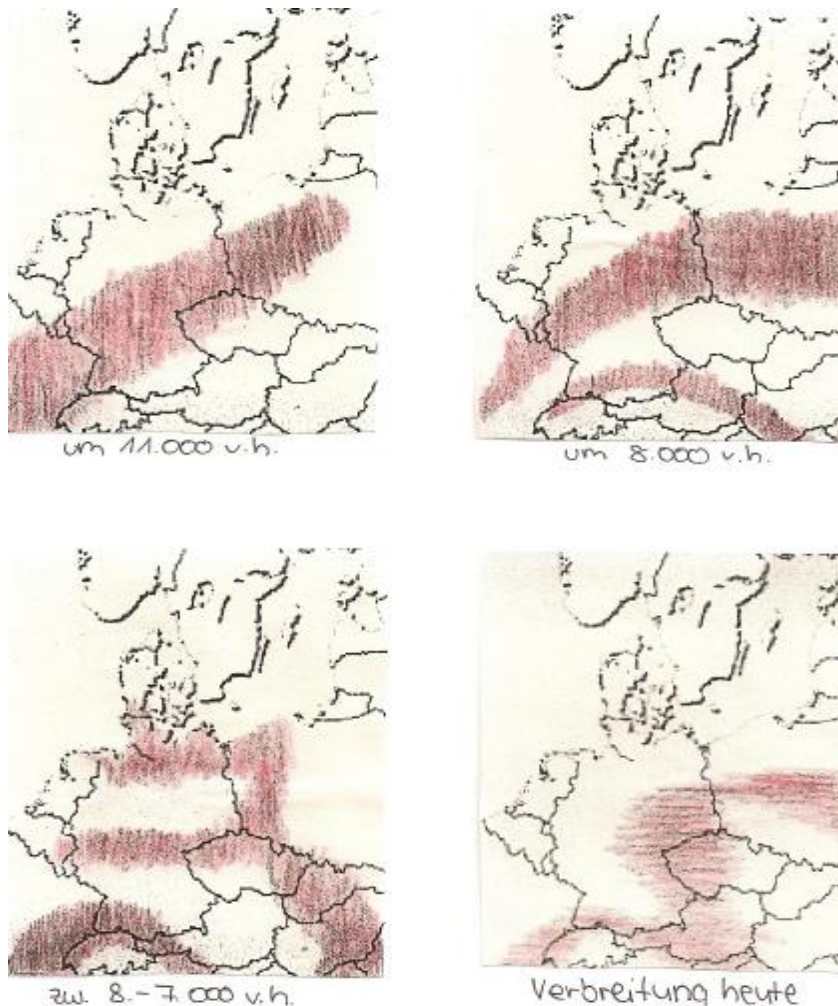 um 11.000 v.h.
um 8.000 v.h.
zw. 8.-7.000 v.h.
Verbreitung heute